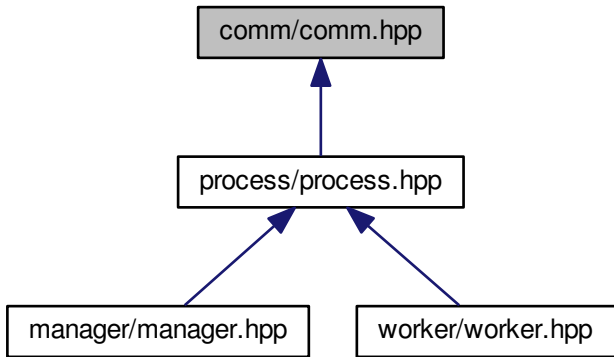 comm/comm.hpp
process/process.hpp
manager/manager.hpp
worker/worker.hpp